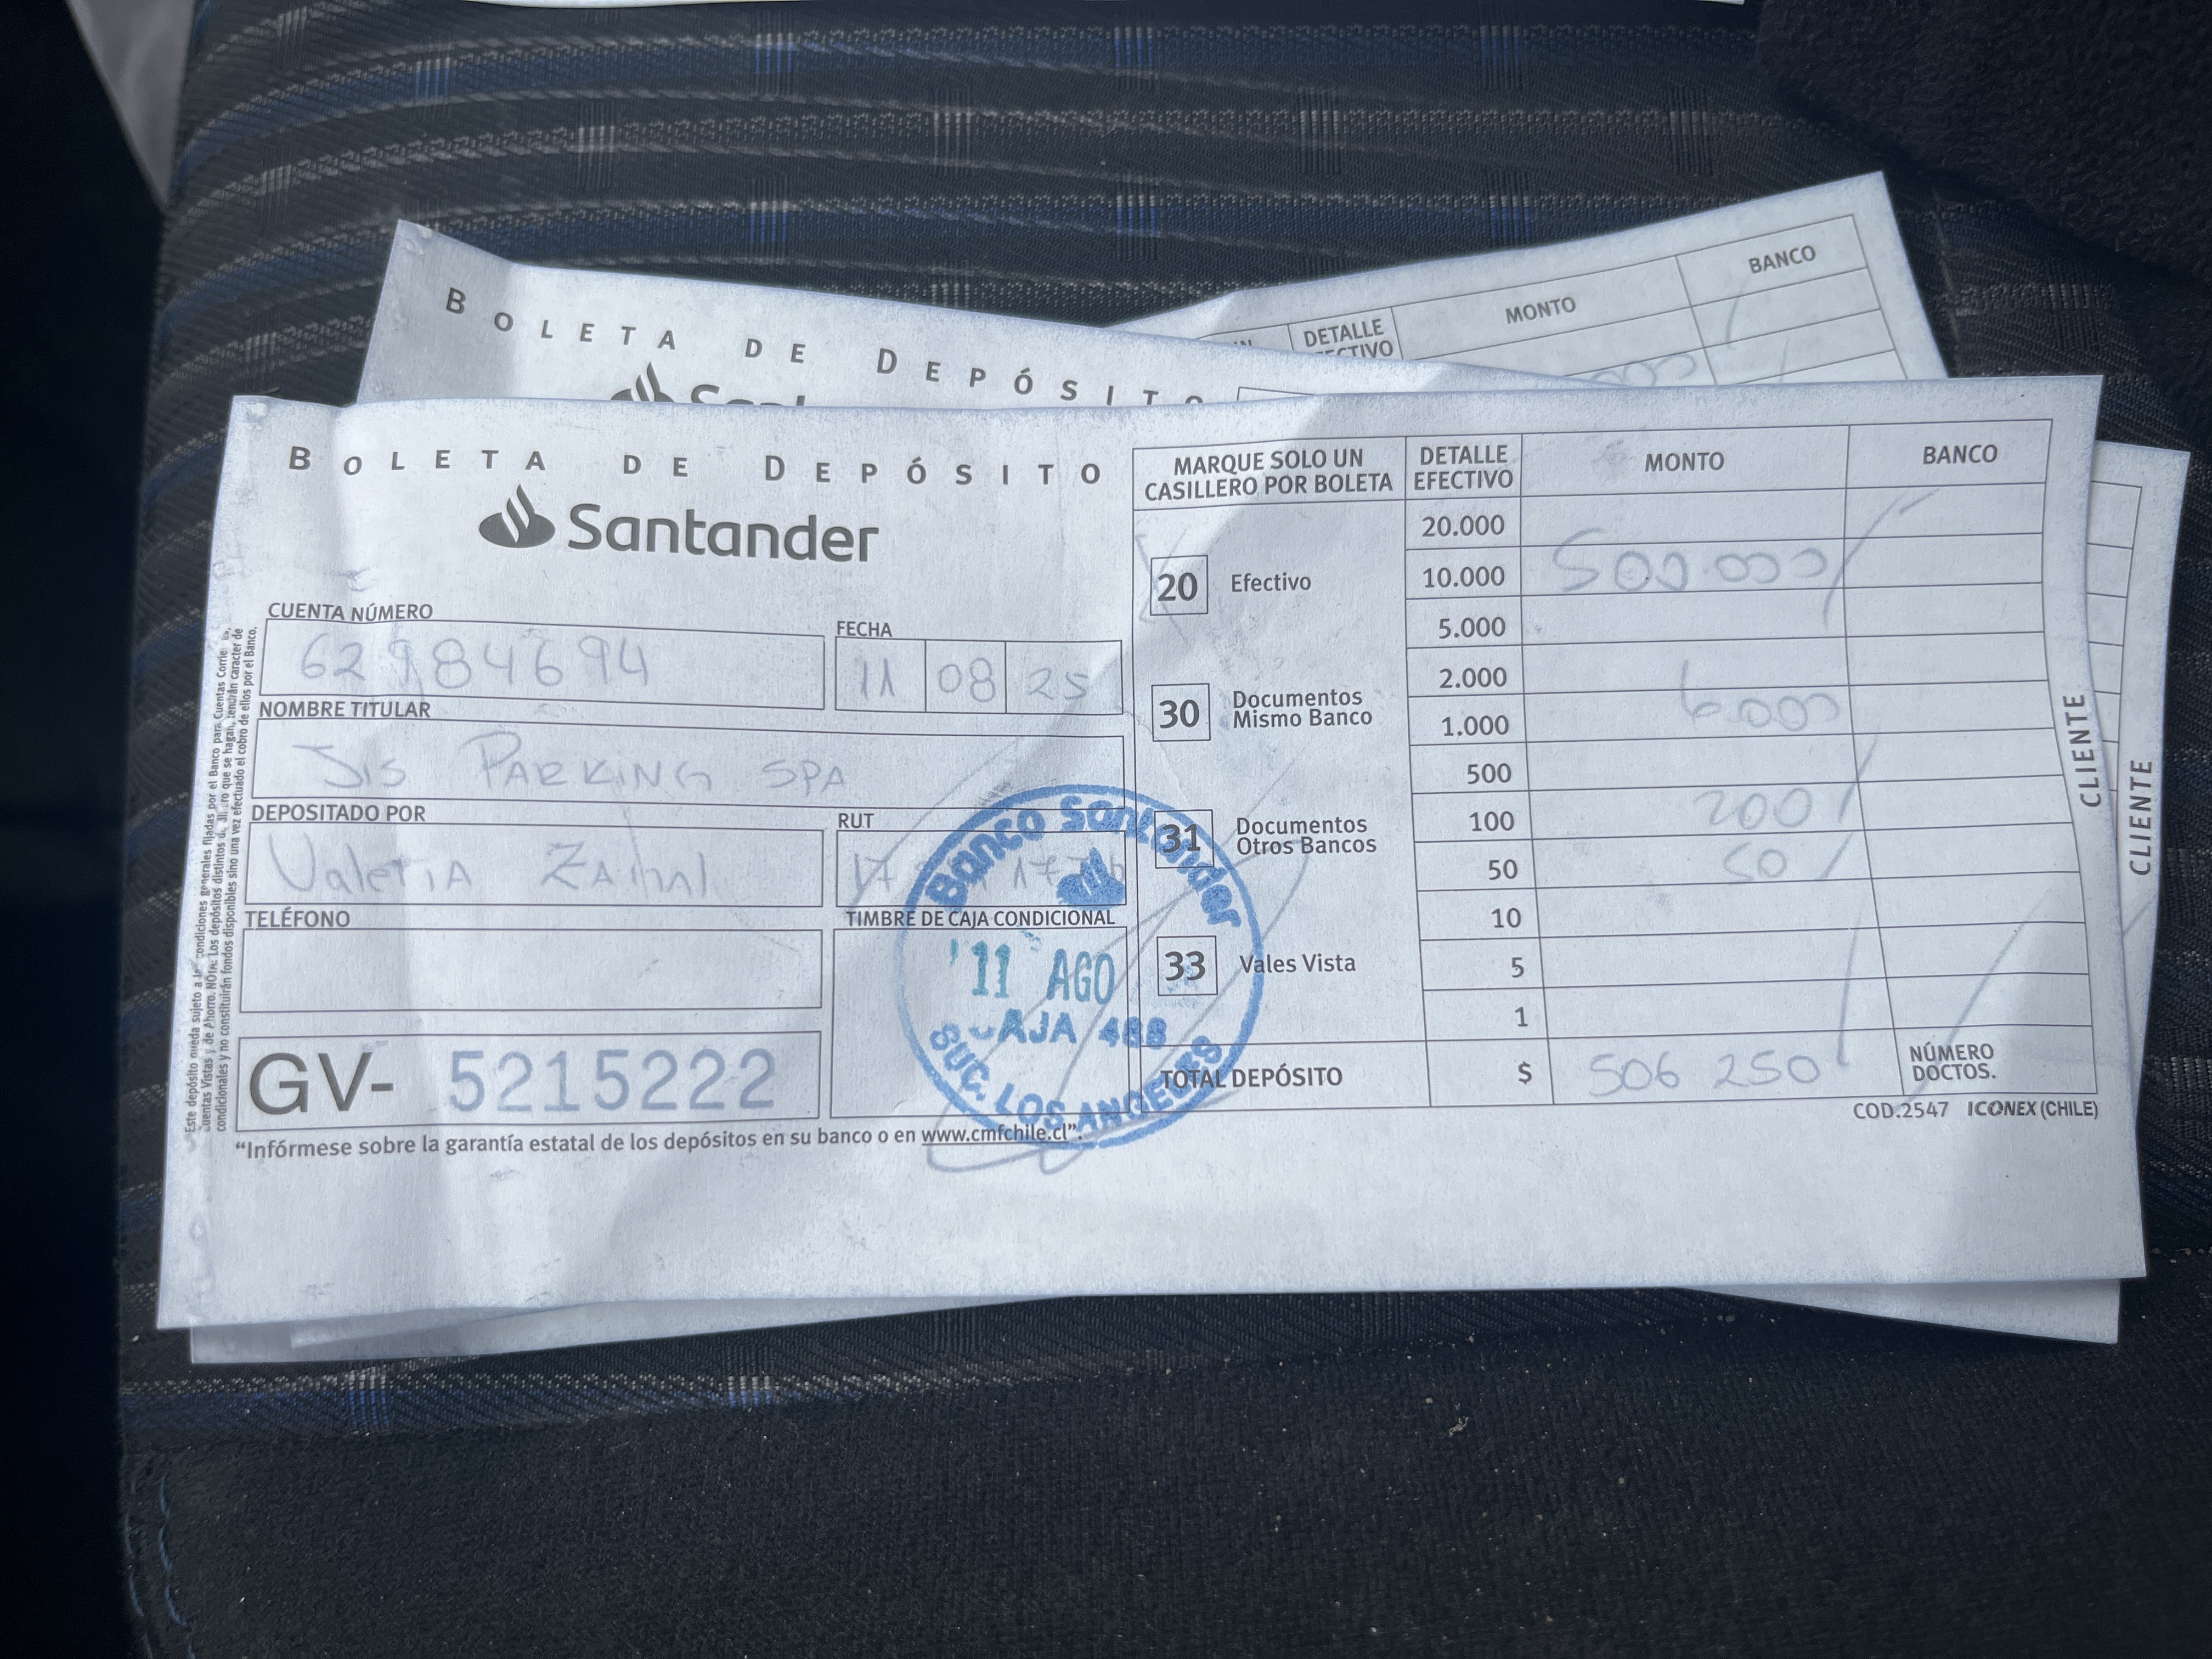 BOLETA DE DEPÓSITO
MONTO
BANCO
DETALLE
BOLETA DE DEPÓSITO
Santander
CUENTA NÚMERO
62984694
FECHA
11 08 25
NOMBRE TITULAR
JIS PARKING SPA
DEPOSITADO POR
Valeria
RUT
TELÉFONO
TIMBRE DE CAJA CONDICIONAL
GV- 5215222
"Infórmese sobre la garantía estatal de los depósitos en su banco o en www.cmfchile.cl".
Banco Santander
11 AGO
CAJA 488
SUC. LOS ANGELES
MARQUE SOLO UN CASILLERO POR BOLETA
20 Efectivo
30 Documentos Mismo Banco
31 Documentos Otros Bancos
33 Vales Vista
DETALLE EFECTIVO MONTO BANCO
20.000
10.000 500.000
5.000
2.000
1.000 6.000
500
100 200
50 50
10
5
1
TOTAL DEPÓSITO $ 506 250
NÚMERO DOCTOS.
COD.2547 ICONEX (CHILE)
CLIENTE
CLIENTE